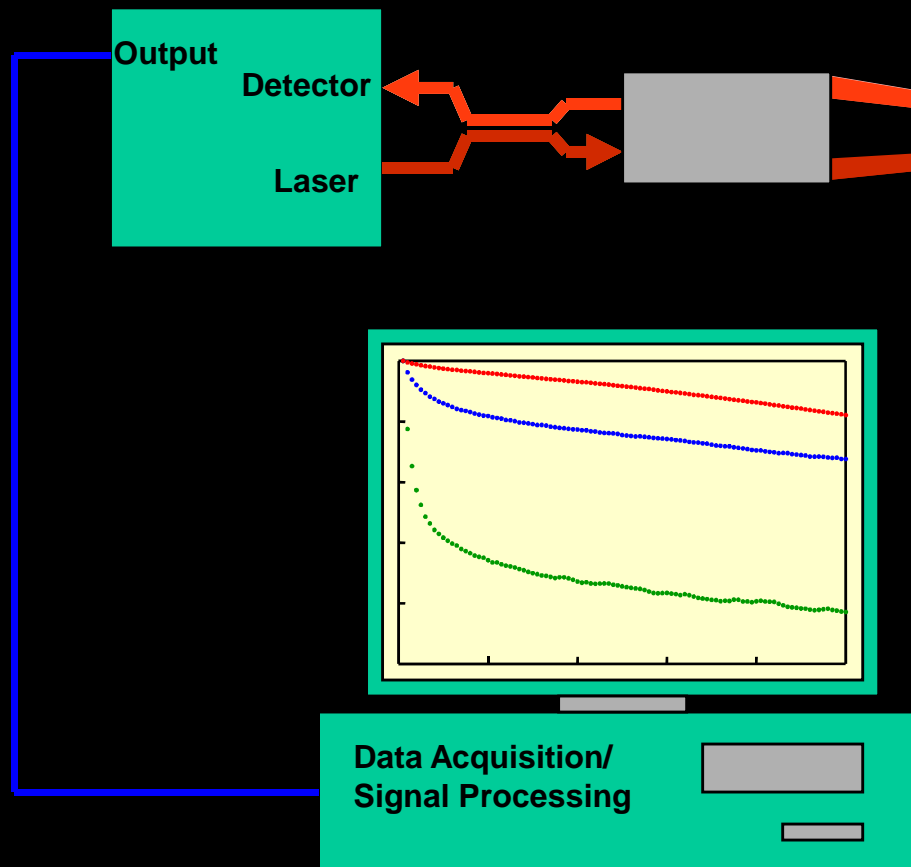 Output
Detector
Laser
Data Acquisition/
Signal Processing